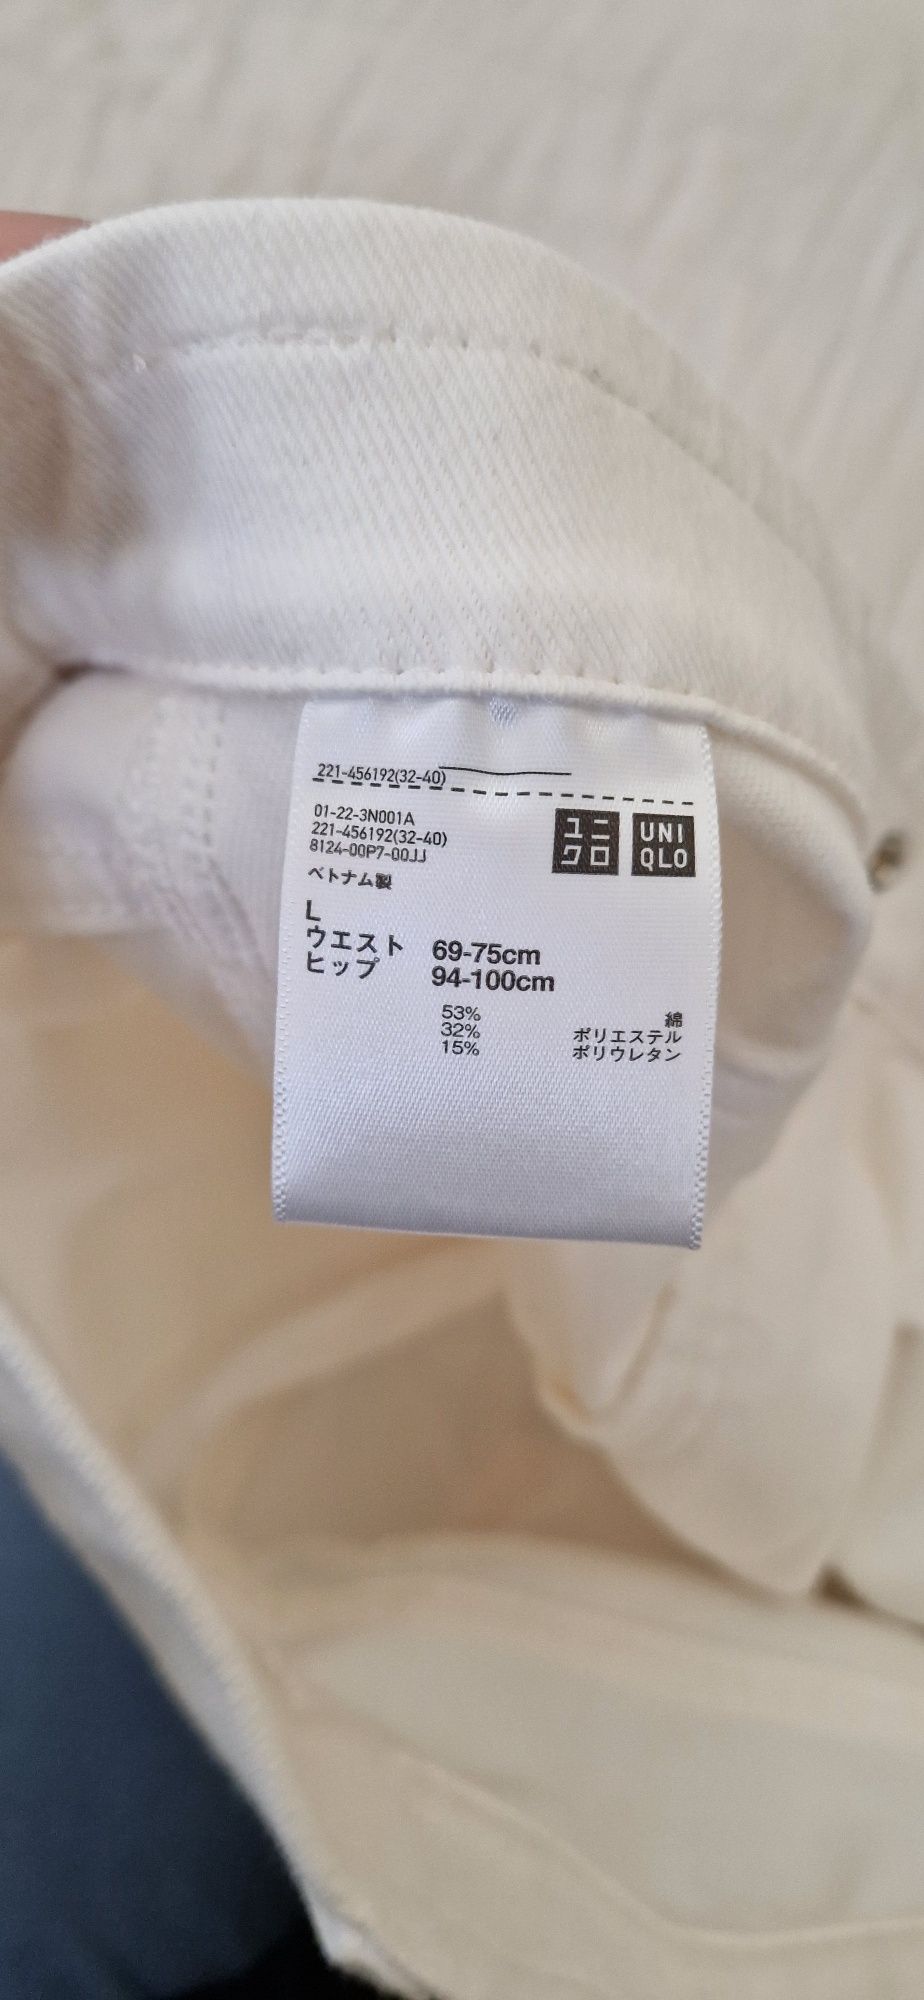 221-456192(32-40)
01-22-3N001A
221-456192(32-40)
8124-00P7-00JJ
ベトナム製
ユニ
クロ
UNI
QLO
L
ウエスト 69-75cm
ヒップ 94-100cm
53% 綿
32% ポリエステル
15% ポリウレタン